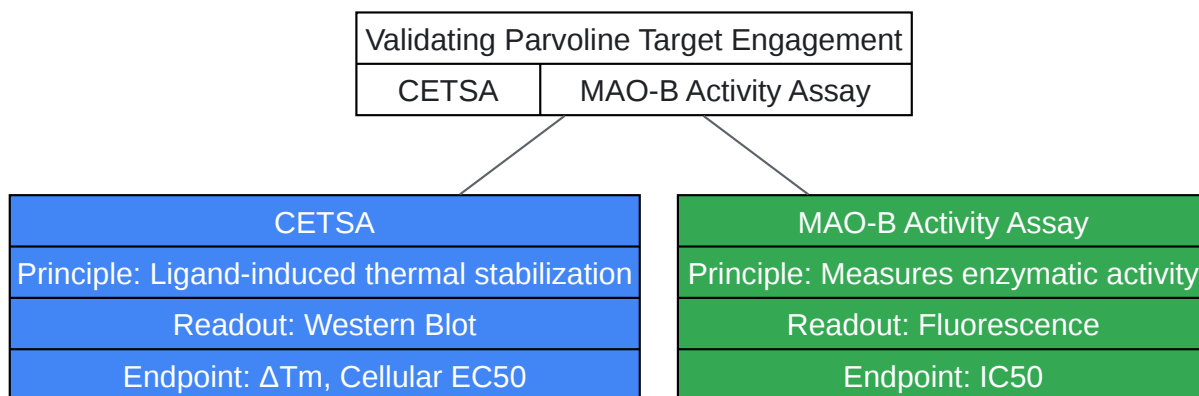 Validating Parvoline Target Engagement
CETSA
MAO-B Activity Assay
CETSA
Principle: Ligand-induced thermal stabilization
Readout: Western Blot
Endpoint: ΔTm, Cellular EC50
MAO-B Activity Assay
Principle: Measures enzymatic activity
Readout: Fluorescence
Endpoint: IC50